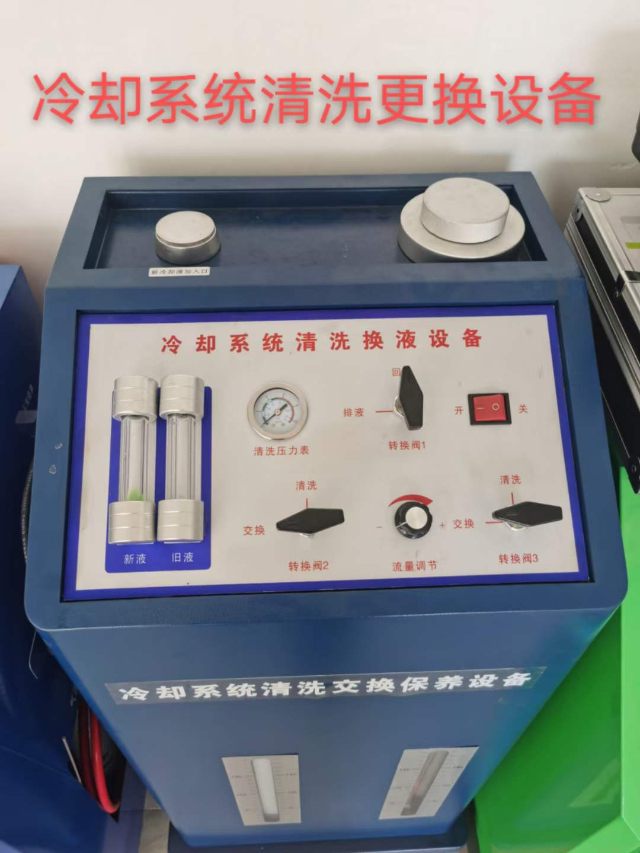 冷却系统清洗更换设备
冷却系统清洗换液设备
回
排液
开
关
清洗压力表
转换阀1
清洗
清洗
交换
- +
交换
新液
旧液
转换阀2
流量调节
转换阀3
冷却系统清洗交换保养设备